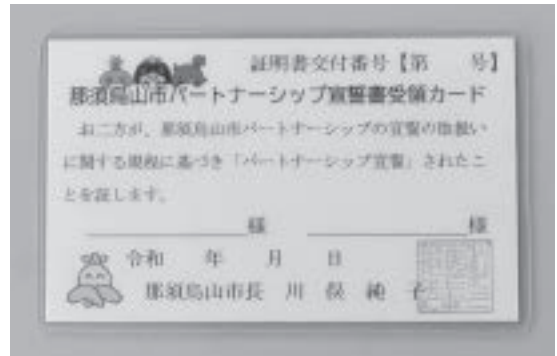 証明書交付番号【第　　号】
那須烏山市パートナーシップ宣誓書受領カード
お二方が、那須烏山市パートナーシップの宣誓の取扱い
に関する規程に基づき「パートナーシップ宣誓」されたこ
とを証します。
様　　　　　　　　様
令和　　年　　月　　日
那須烏山市長　川　俣　純　子